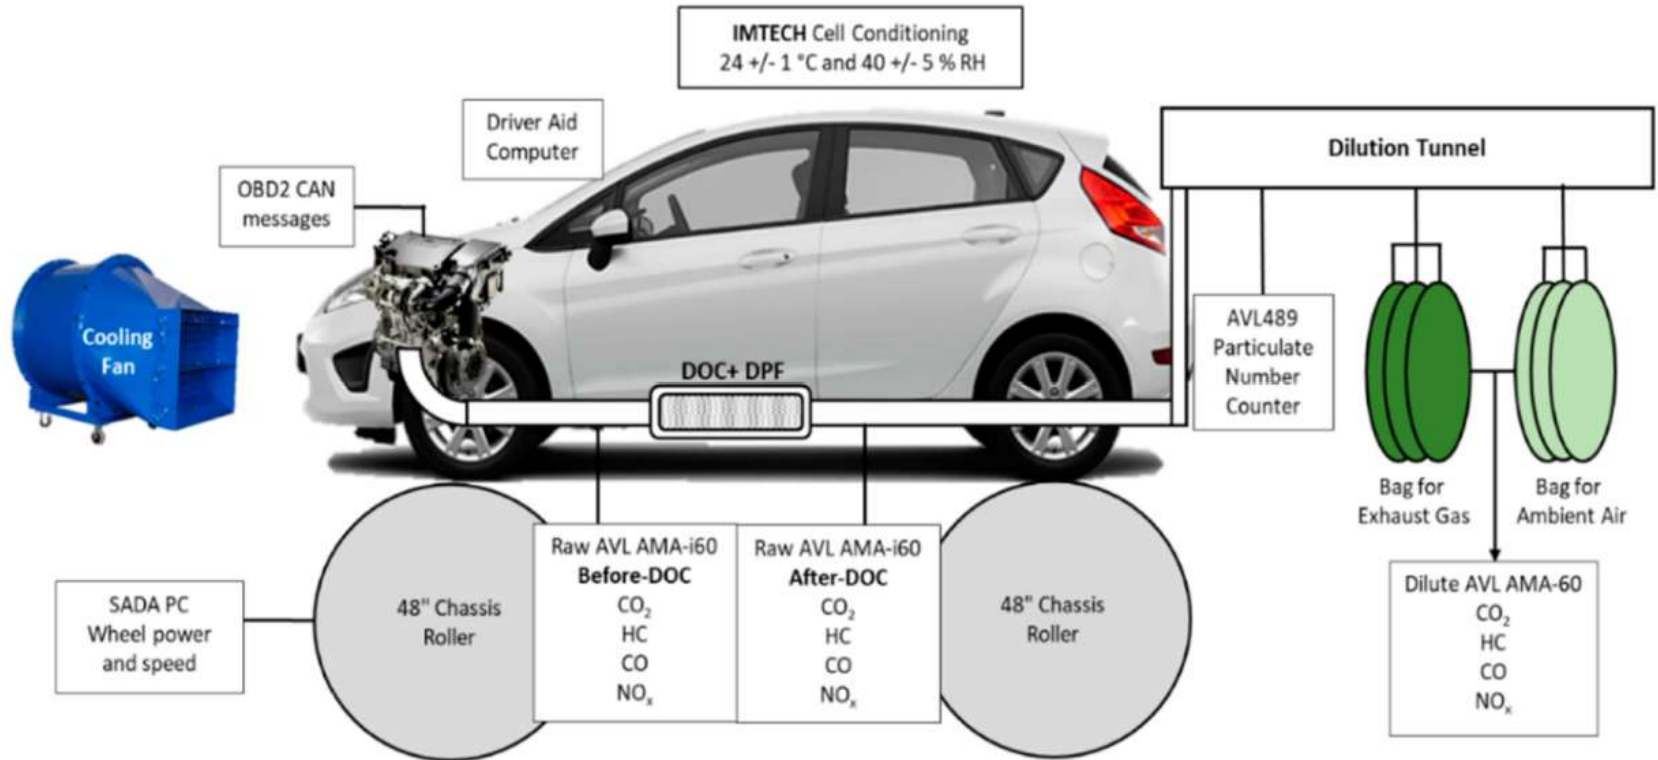 IMTECH Cell Conditioning
24 +/- 1 °C and 40 +/- 5 % RH
Driver Aid
Computer
Dilution Tunnel
OBD2 CAN
messages
Cooling
Fan
DOC+ DPF
AVL489
Particulate
Number
Counter
Bag for
Exhaust Gas
Bag for
Ambient Air
SADA PC
Wheel power
and speed
48" Chassis
Roller
Raw AVL AMA-i60
Before-DOC
CO₂
HC
CO
NOₓ
Raw AVL AMA-i60
After-DOC
CO₂
HC
CO
NOₓ
48" Chassis
Roller
Dilute AVL AMA-60
CO₂
HC
CO
NOₓ